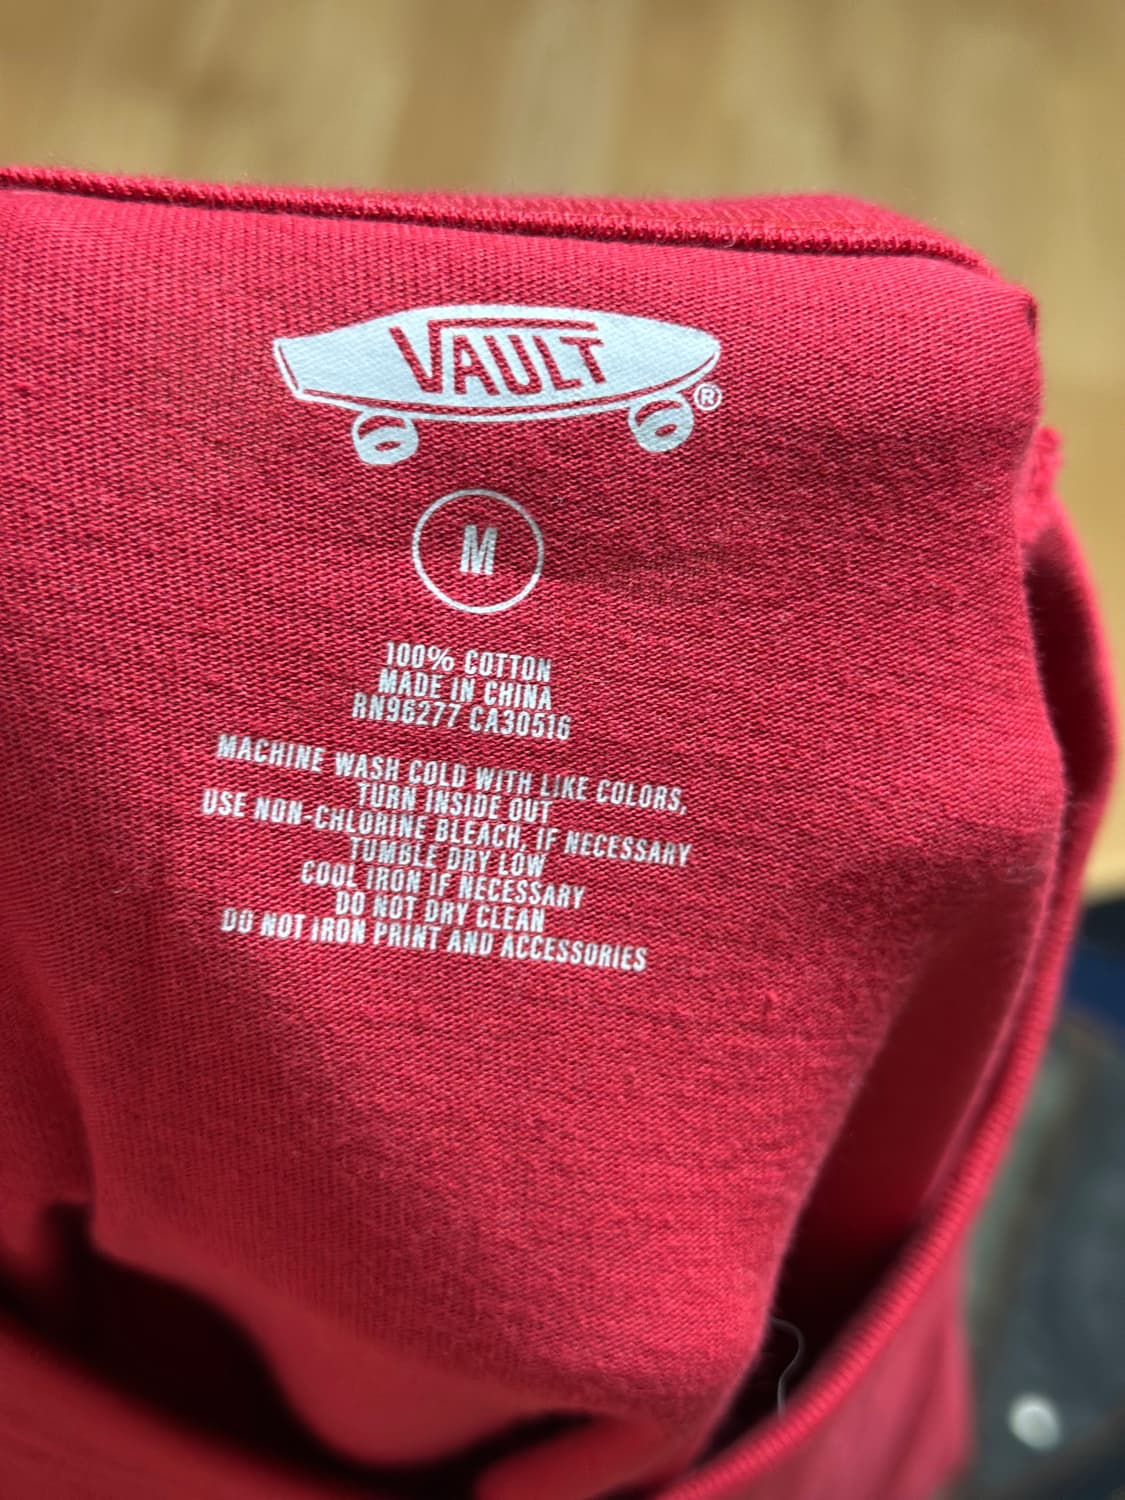 VAULT
®
M
100% COTTON
MADE IN CHINA
RN96277 CA30516
MACHINE WASH COLD WITH LIKE COLORS,
TURN INSIDE OUT
USE NON-CHLORINE BLEACH, IF NECESSARY
TUMBLE DRY LOW
COOL IRON IF NECESSARY
DO NOT DRY CLEAN
DO NOT IRON PRINT AND ACCESSORIES